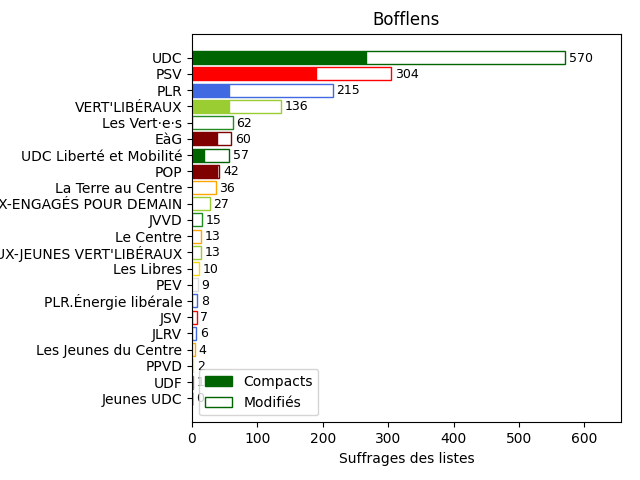 Bofflens
UDC 570
PSV 304
PLR 215
VERT'LIBÉRAUX 136
Les Vert·e·s 62
EàG 60
UDC Liberté et Mobilité 57
POP 42
La Terre au Centre 36
X-ENGAGÉS POUR DEMAIN 27
JVVD 15
Le Centre 13
UX-JEUNES VERT'LIBÉRAUX 13
Les Libres 10
PEV 9
PLR.Énergie libérale 8
JSV 7
JLRV 6
Les Jeunes du Centre 4
PPVD 2
UDF 1
Jeunes UDC 0
Compacts
Modifiés
0 100 200 300 400 500 600
Suffrages des listes